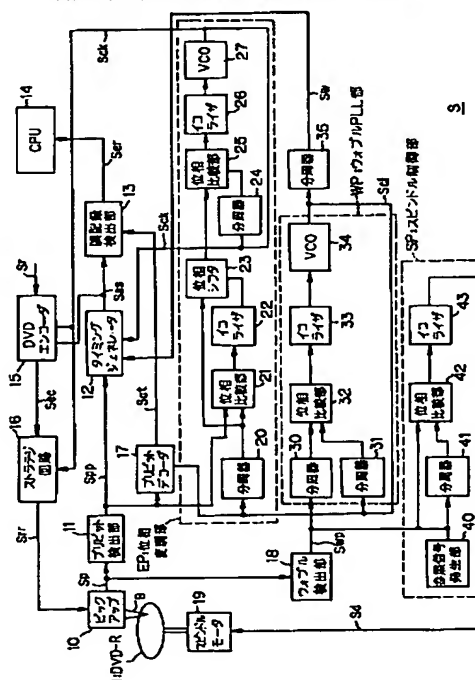 14
CPU
Sr
15
DVD
エンコーダ
Sec
16
ストラテジ
回路
Srr
Ser
13
誤記録
検出部
Sas
12
タイミング
ジェネレータ
Sck
Sck
11
プリピット
検出部
Spp
17
プリピット
デコーダ
Sct
Sp
10
ピック
アップ
B
1:DVD-R
19
スピンドル
モータ
18
ウォブル
検出部
Swp
EP:位相
変調部
20
分周器
21
位相
比較部
22
イコライザ
23
位相
シフタ
24
分周器
25
位相
比較部
26
イコ
ライザ
27
VCO
WP:ウォブルPLL部
30
分周器
31
分周器
32
位相
比較部
33
イコライザ
34
VCO
35
分周器
Sw
Scl
SP:スピンドル制御部
40
基準信号
発生部
41
分周器
42
位相
比較部
43
イコライザ
Sd
S